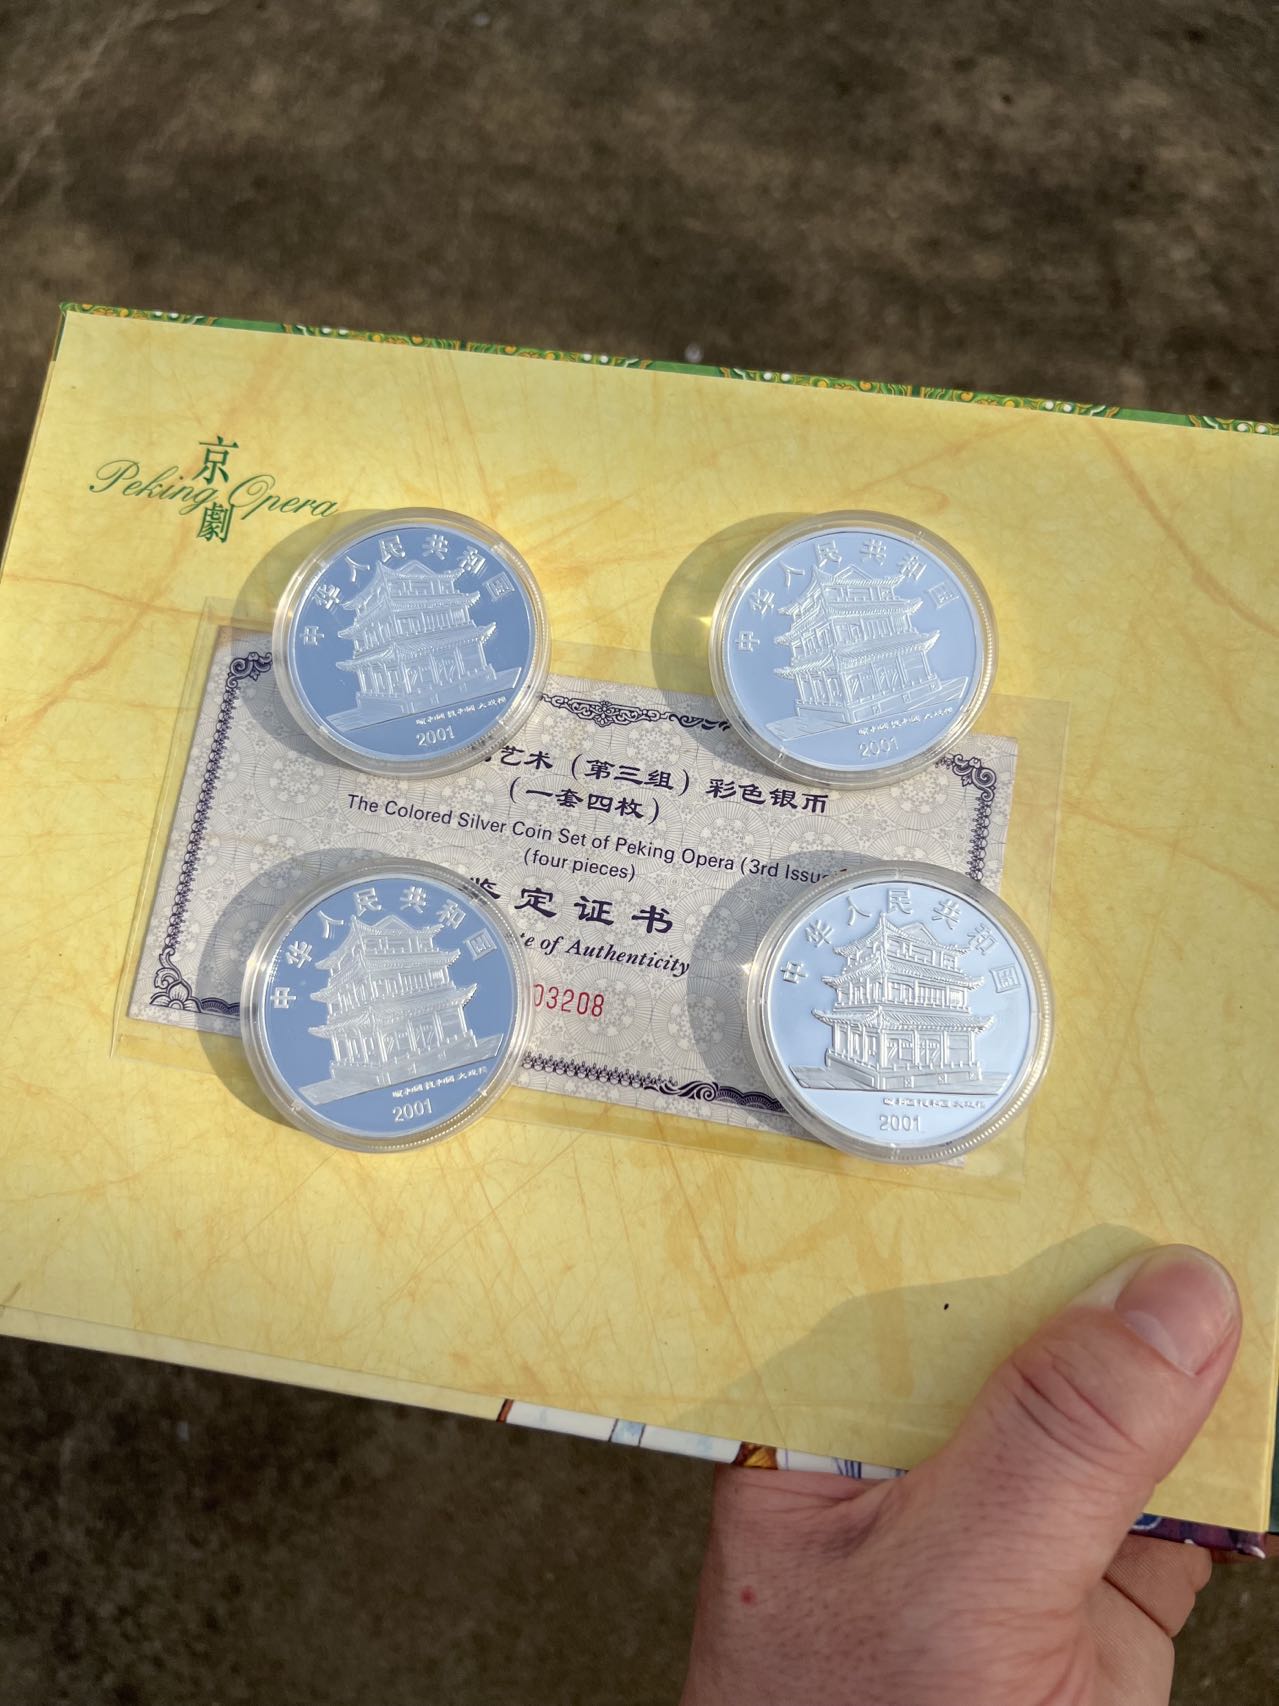 京劇
Peking Opera
中华人民共和国
2001
中华人民共和国
2001
艺术（第三组）彩色银币
（一套四枚）
The Colored Silver Coin Set of Peking Opera (3rd Issue
(four pieces)
定证书
of Authenticity
03208
中华人民共和国
2001
中华人民共和国
2001